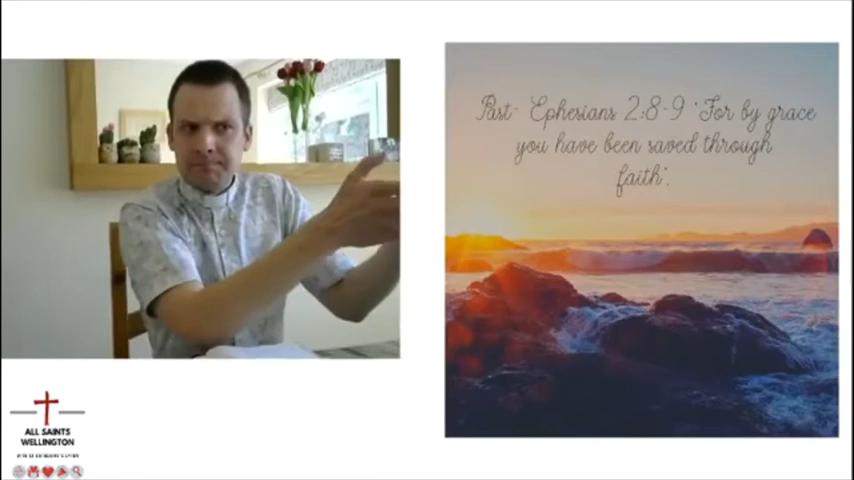 Past- Ephesians 2:8-9 "For by grace
you have been saved through
faith".
ALL SAINTS
WELLINGTON